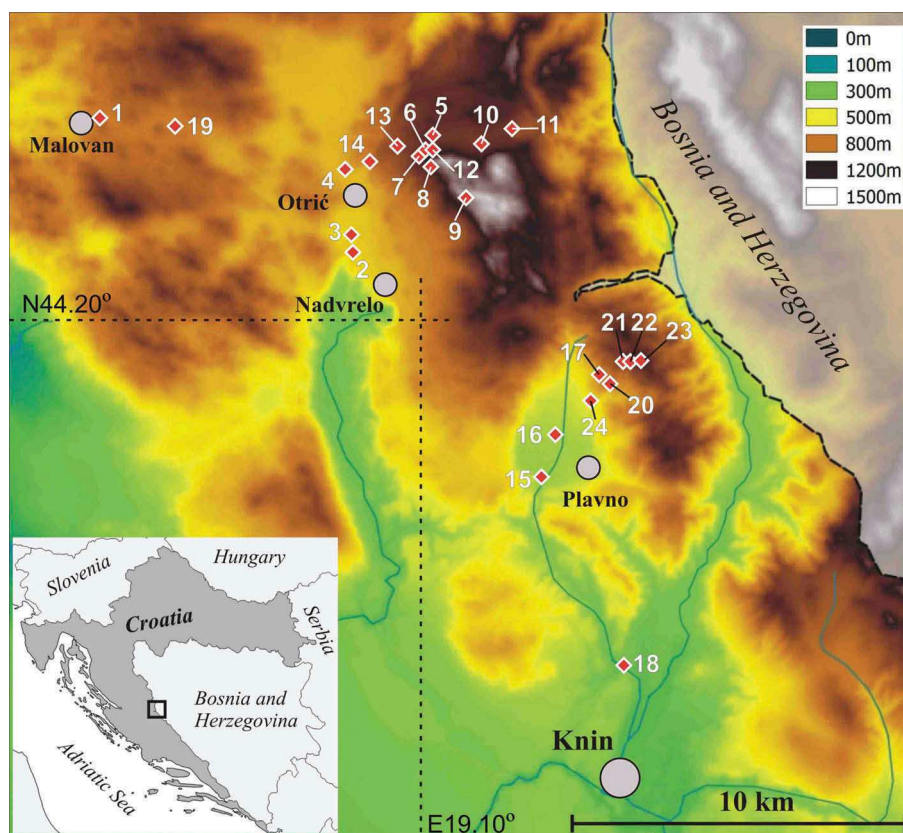 0m
100m
300m
500m
800m
1200m
1500m
Bosnia and Herzegovina
1
19
Malovan
13
6
5
10
11
14
7
12
4
8
Otrić
9
3
2
Nadvrelo
N44.20°
21
22
23
17
20
24
16
15
Plavno
18
Knin
10 km
E19.10°
Hungary
Slovenia
Croatia
Serbia
Bosnia and
Herzegovina
Adriatic Sea